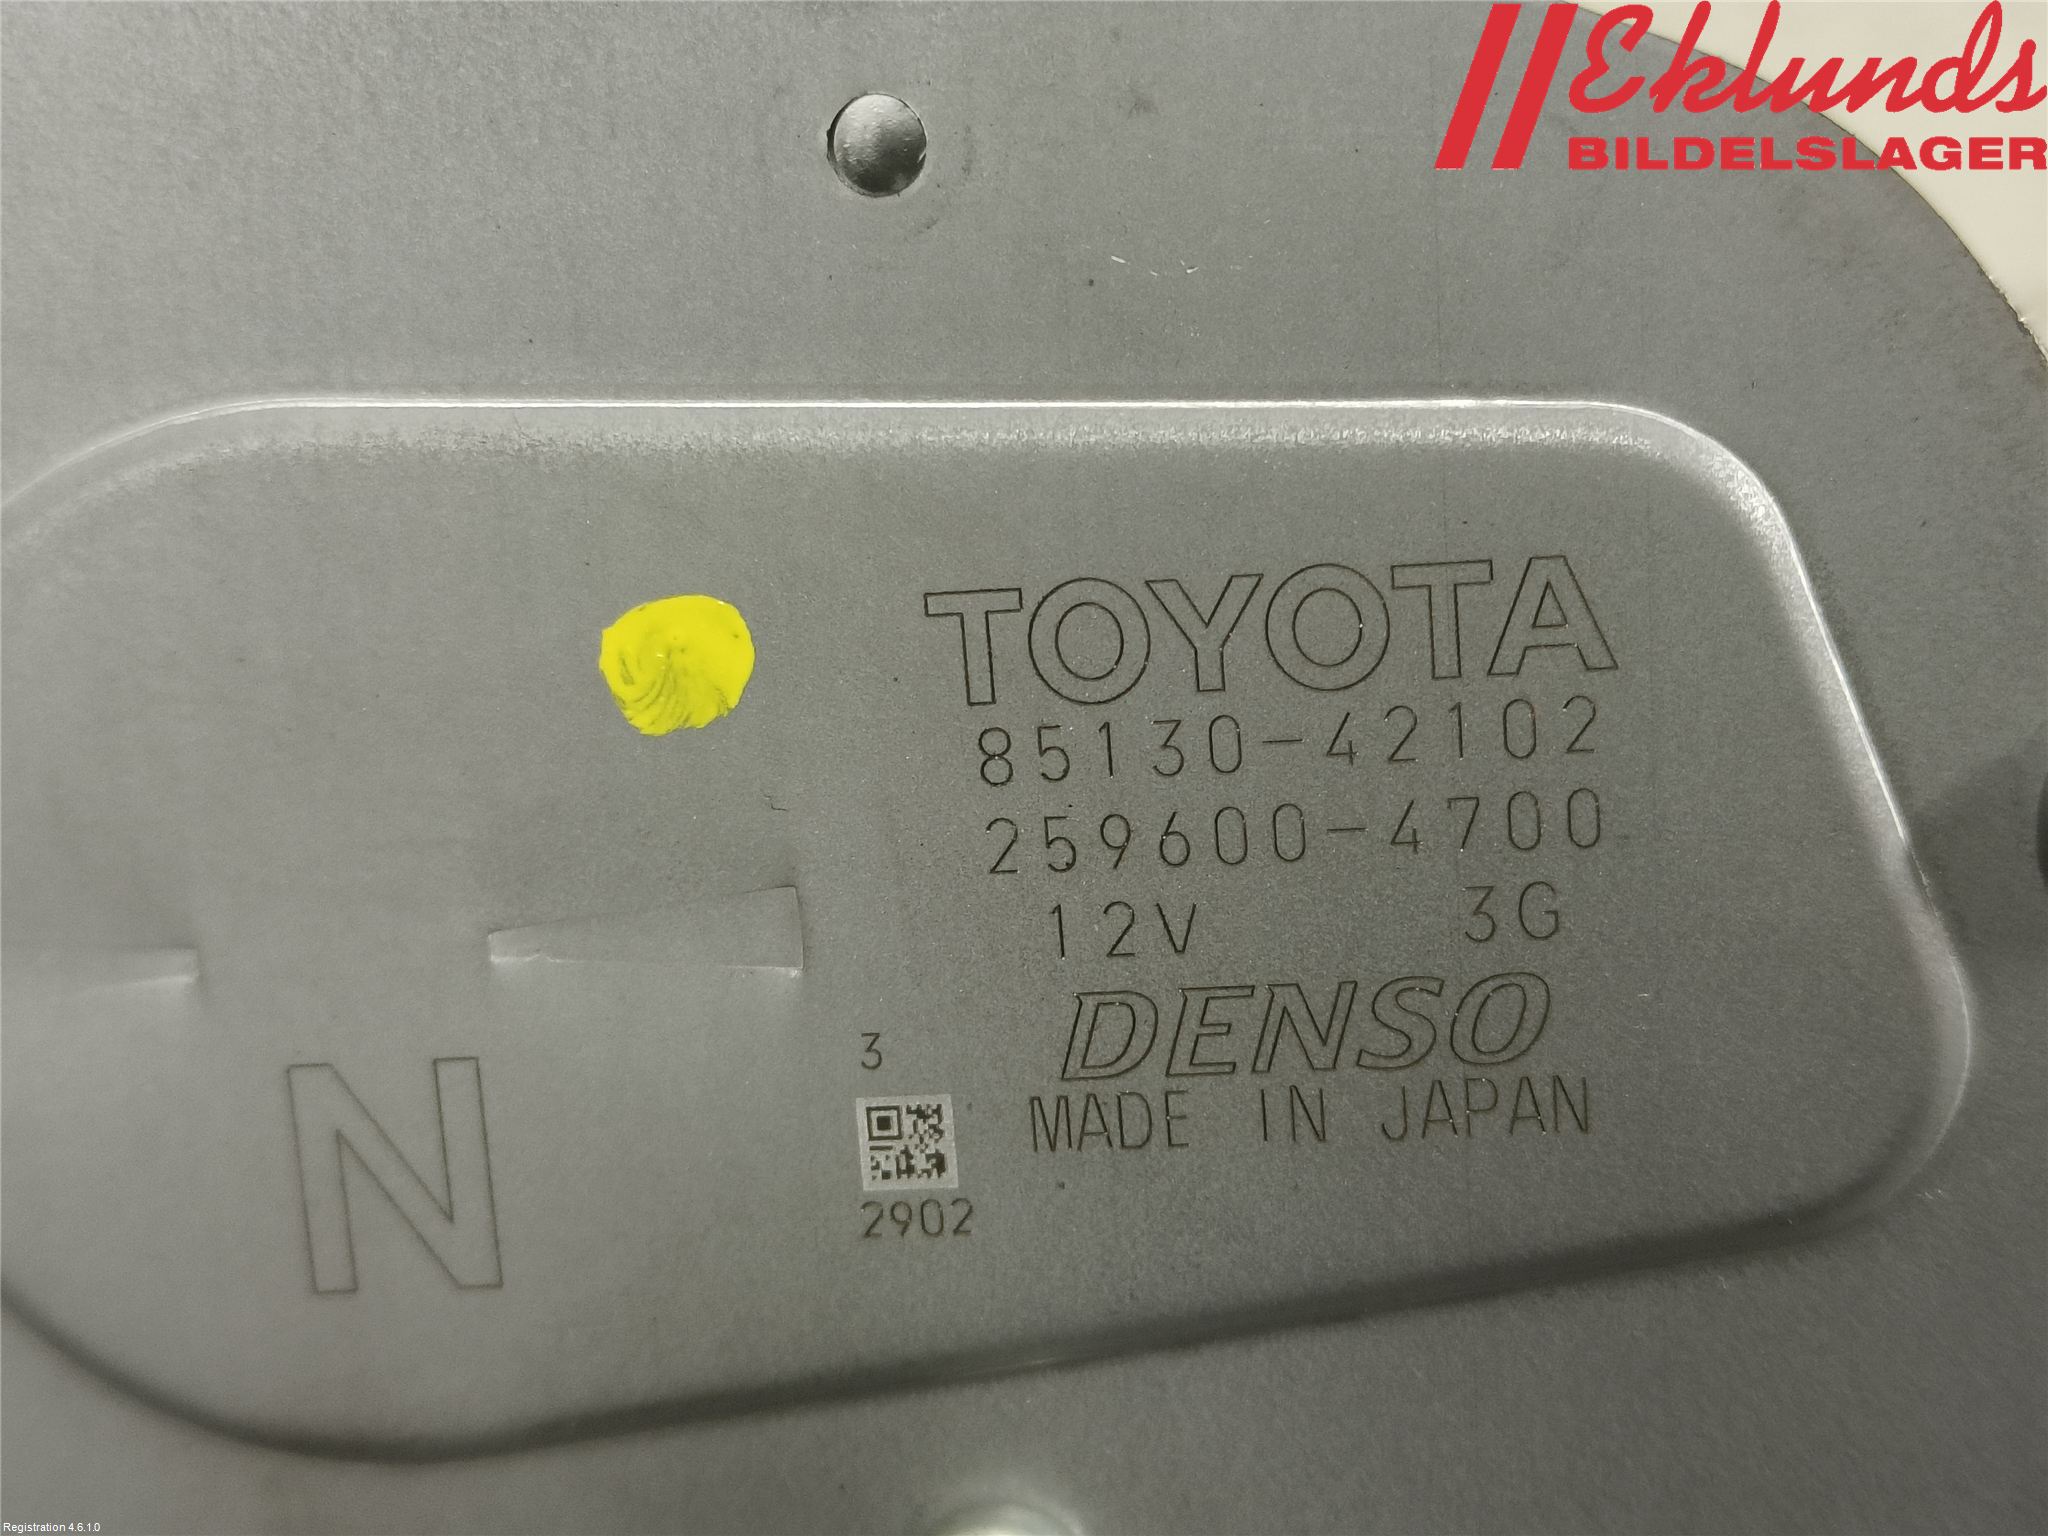 Eklunds
BILDELSLAGER
TOYOTA
85130-42102
259600-4700
12V 3G
DENSO
3
MADE IN JAPAN
2902
N
Registration 4.6.1.0